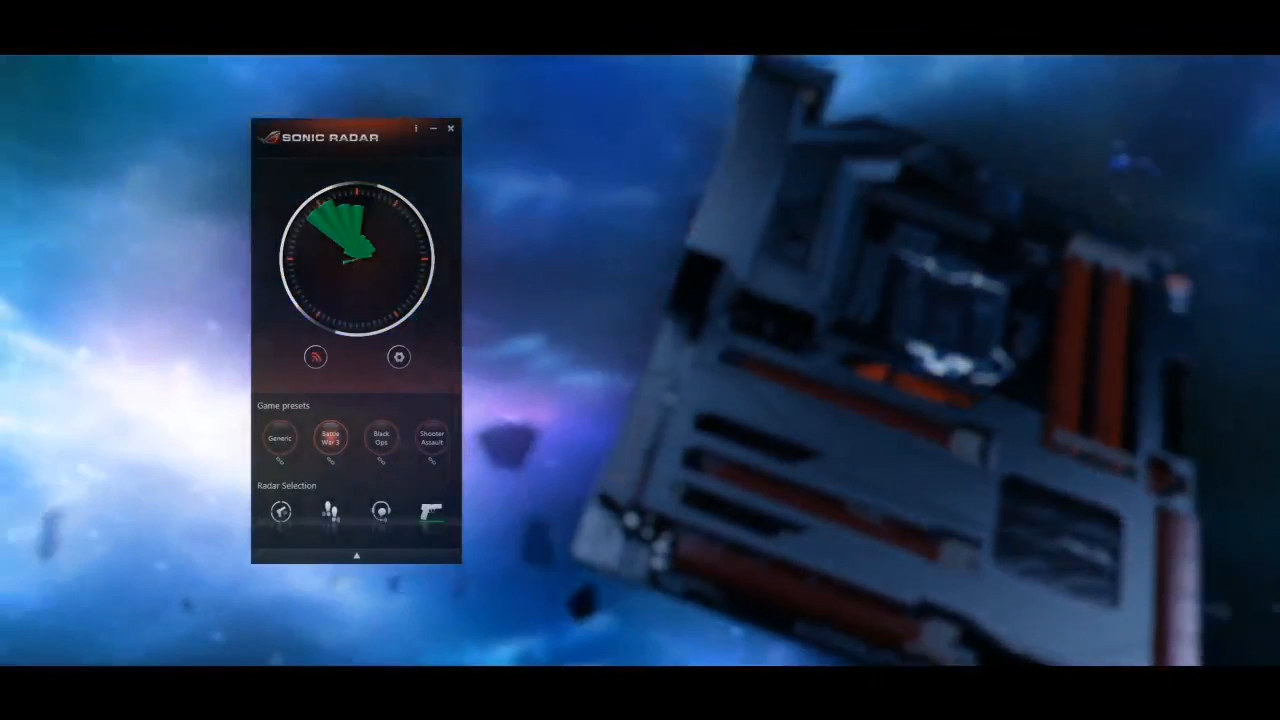 SONIC RADAR
Game presets
Generic
Battle
War 3
Black
Ops
Shooter
Assault
Radar Selection